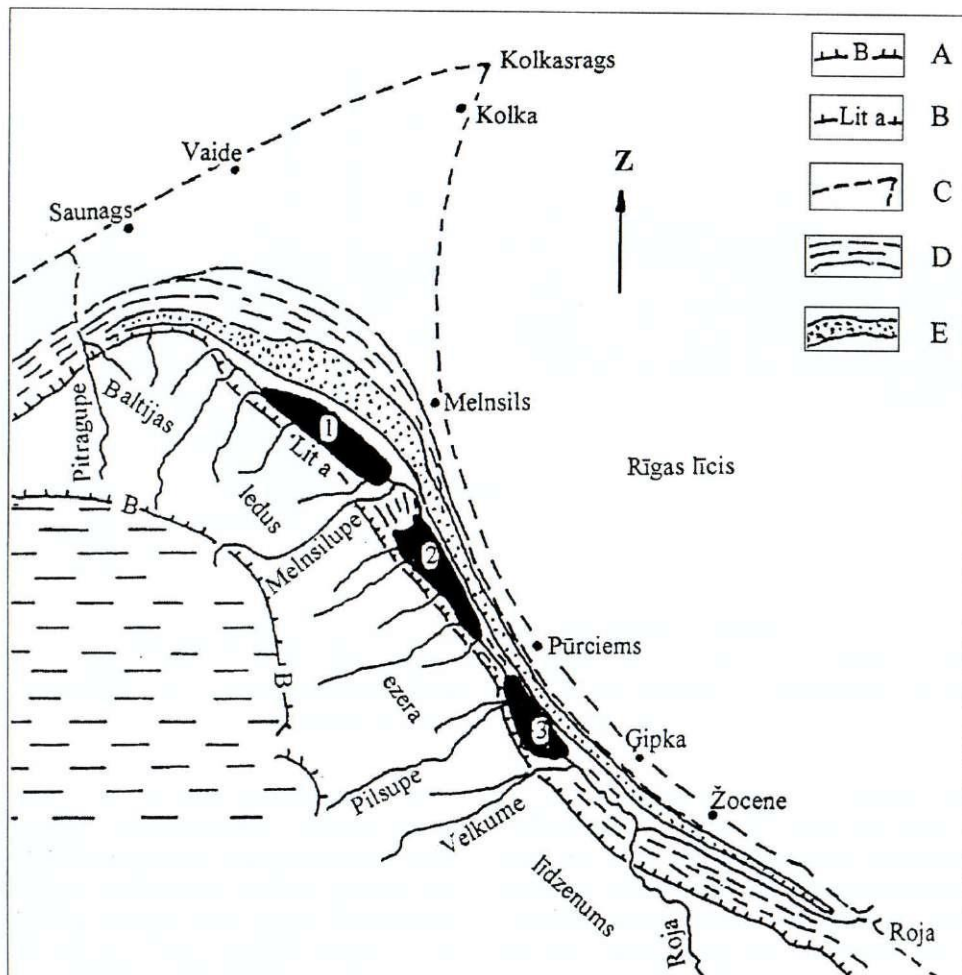 Kolkasrags
Kolka
Vaide
Saunags
Z
B A
Lit a B
C
D
E
Pitragupe
Baltijas
1
Lit a
Melnsils
Rīgas līcis
ledus
B
Melnsilupe
2
Pūrciems
B
ezera
3
Ģipka
Pilsupe
Žocene
Velkume
līdzenums
Roja
Roja